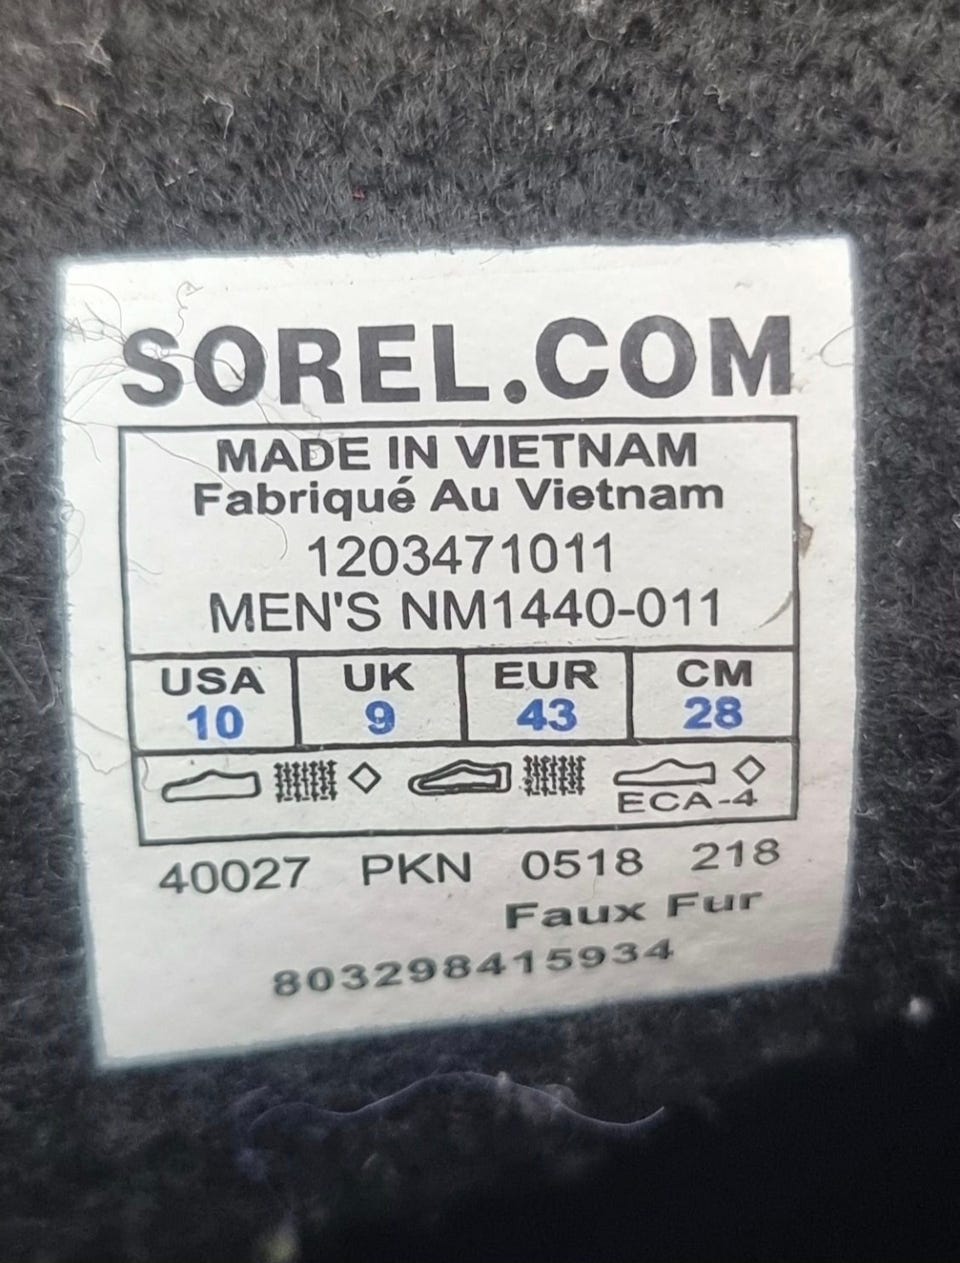 SOREL.COM
MADE IN VIETNAM
Fabriqué Au Vietnam
1203471011
MEN'S NM1440-011
USA UK EUR CM
10 9 43 28
ECA-4
40027 PKN 0518 218
Faux Fur
803298415934